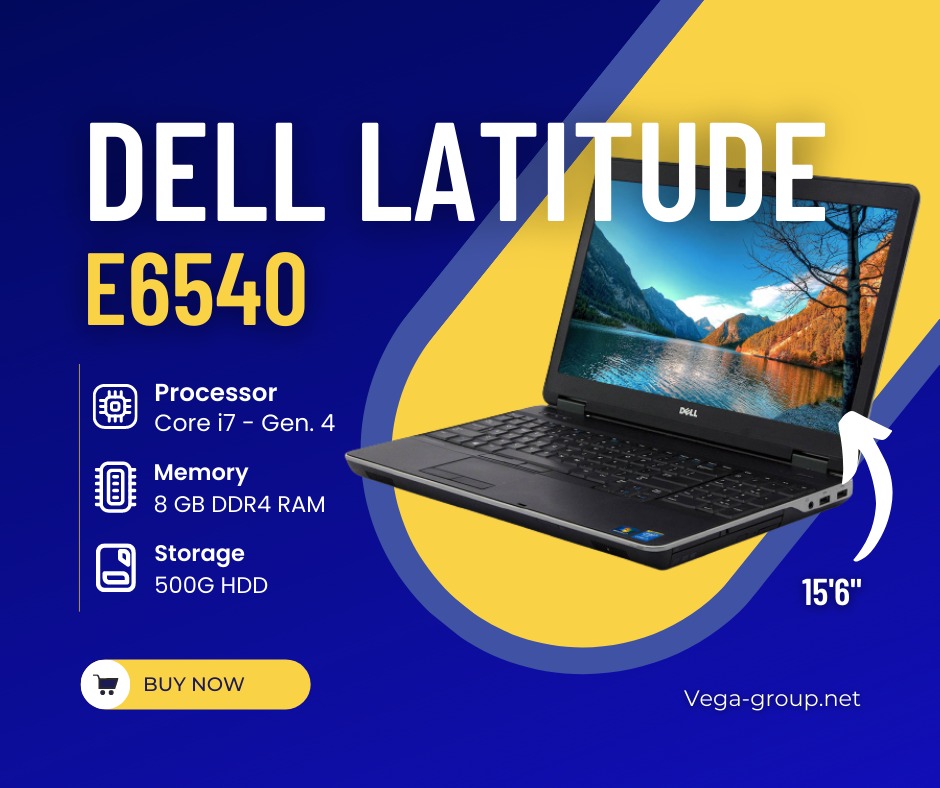 DELL LATITUDE
E6540
Processor
Core i7 - Gen. 4
Memory
8 GB DDR4 RAM
Storage
500G HDD
DELL
15'6"
BUY NOW
Vega-group.net